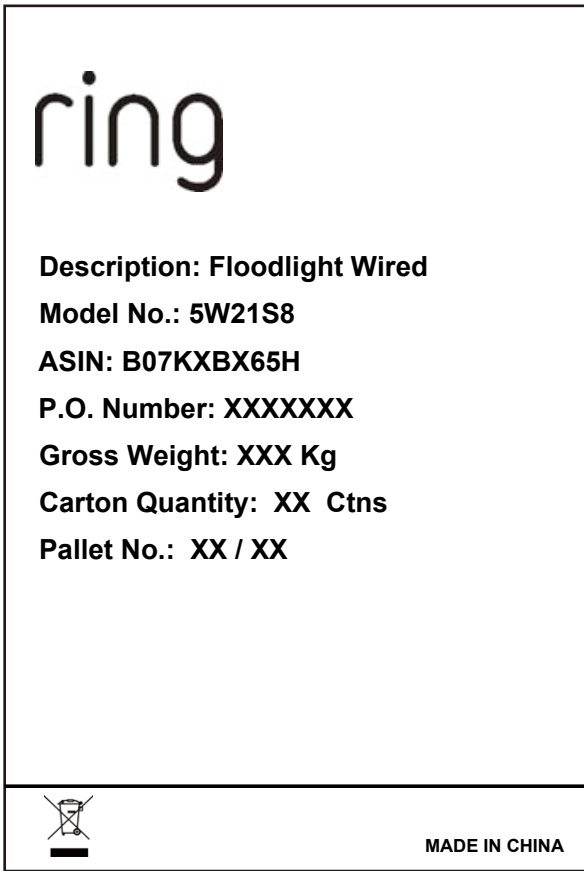 ring
Description: Floodlight Wired
Model No.: 5W21S8
ASIN: B07KXBX65H
P.O. Number: XXXXXXX
Gross Weight: XXX Kg
Carton Quantity:  XX  Ctns
Pallet No.:  XX / XX
MADE IN CHINA